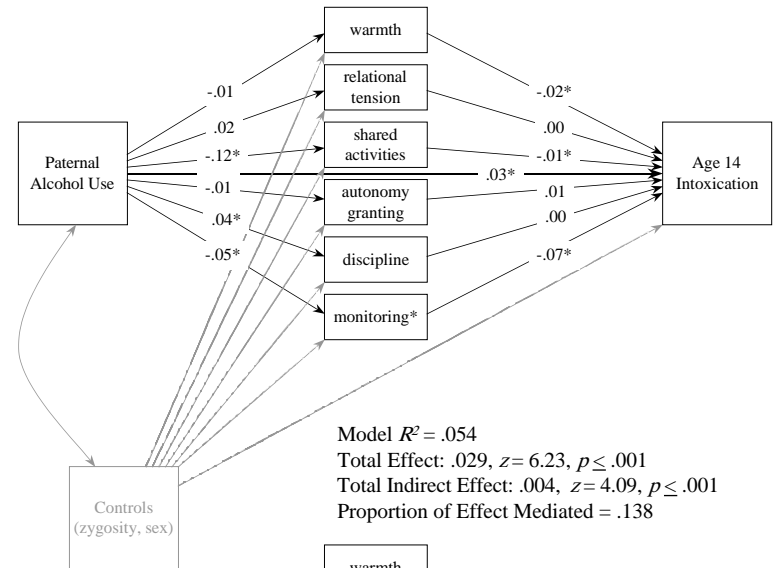 warmth
relational
tension
shared
activities
autonomy
granting
discipline
monitoring*
Paternal
Alcohol Use
Age 14
Intoxication
-.01
.02
-.12*
-.01
.04*
-.05*
.03*
-.02*
.00
-.01*
.01
.00
-.07*
Controls
(zygosity, sex)
Model R² = .054
Total Effect: .029, z = 6.23, p ≤ .001
Total Indirect Effect: .004, z = 4.09, p ≤ .001
Proportion of Effect Mediated = .138
warmth